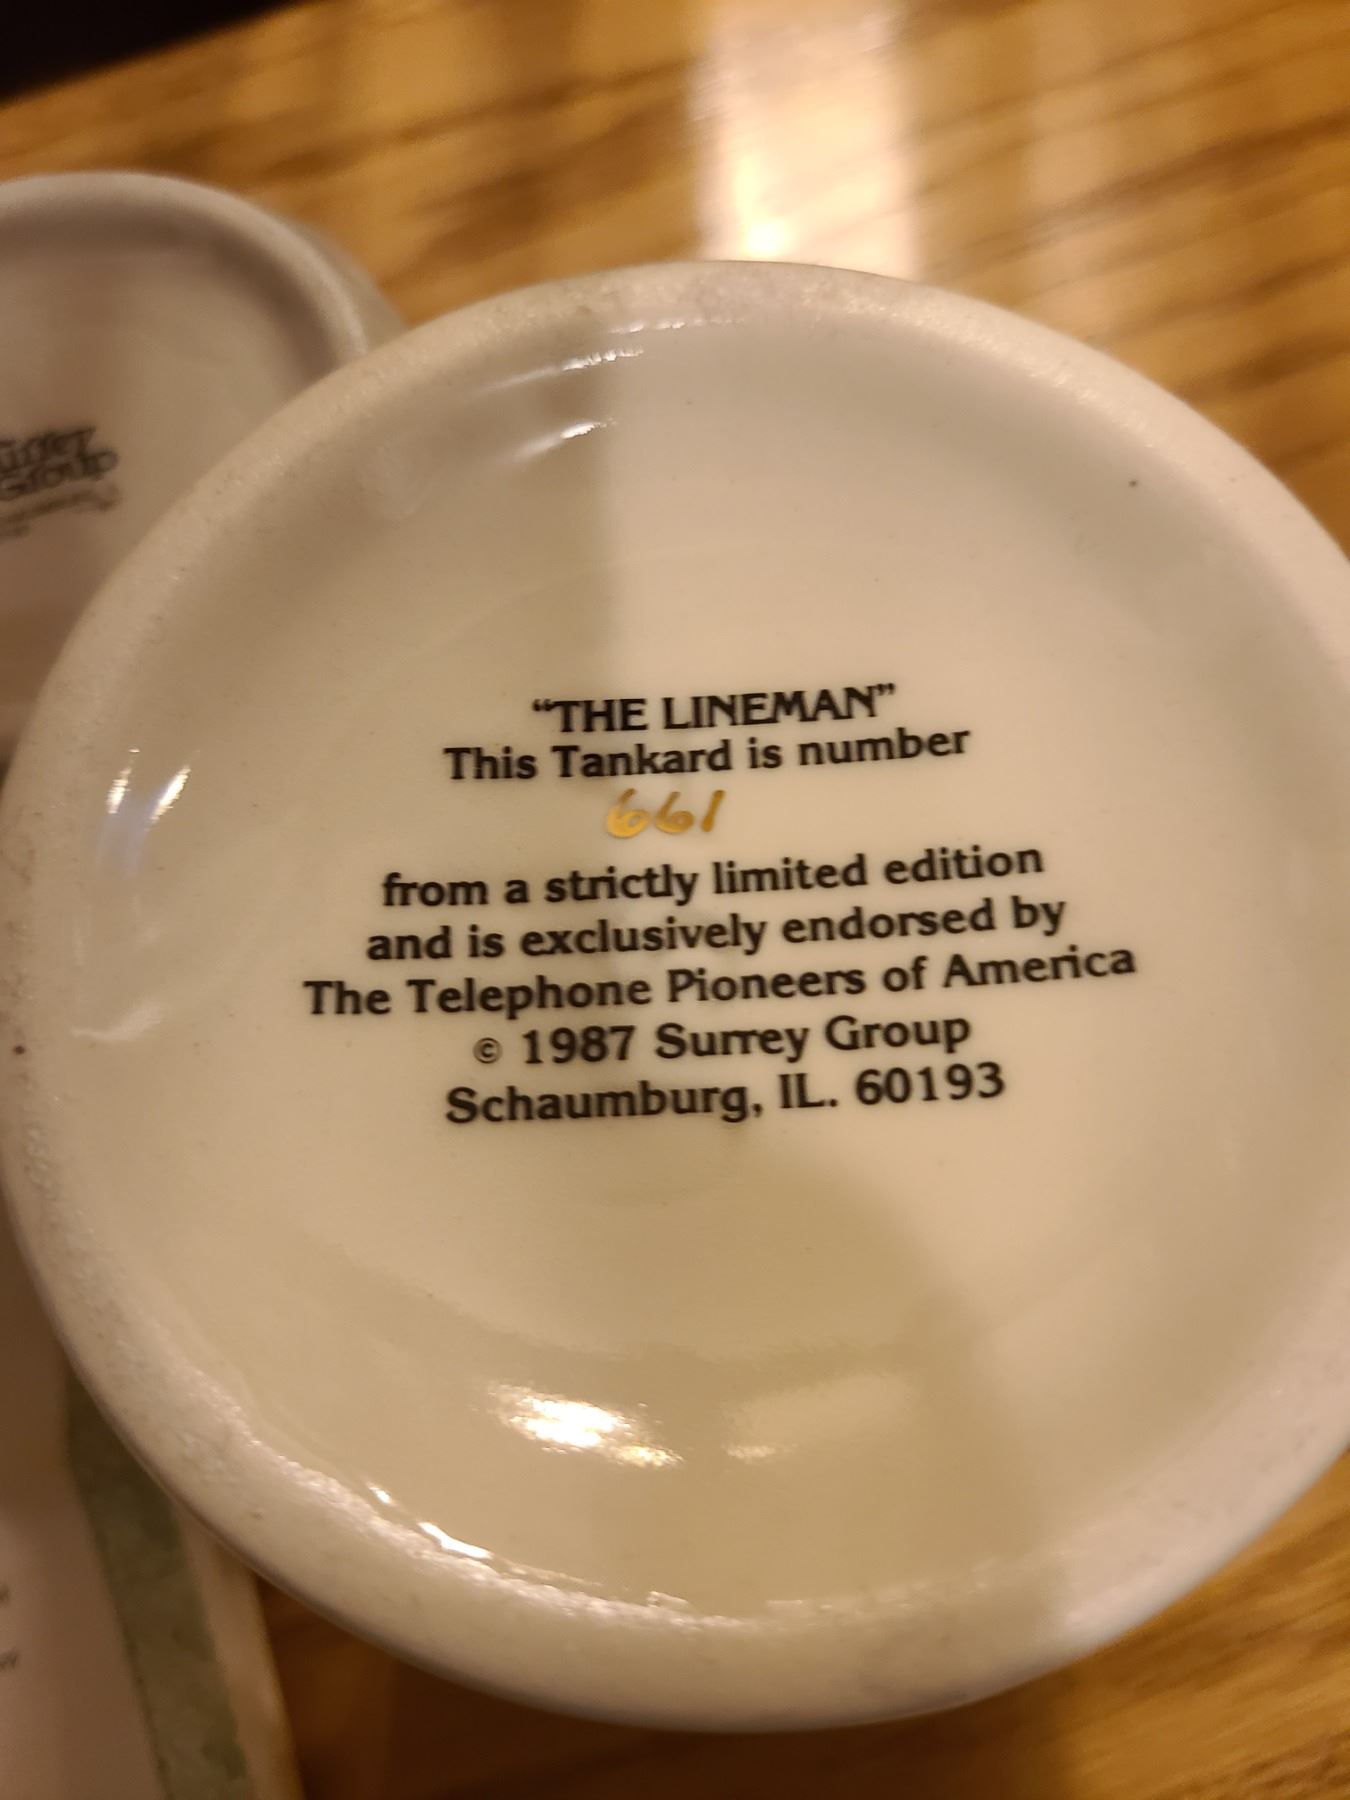 "THE LINEMAN"
This Tankard is number
661
from a strictly limited edition
and is exclusively endorsed by
The Telephone Pioneers of America
© 1987 Surrey Group
Schaumburg, IL. 60193
Group